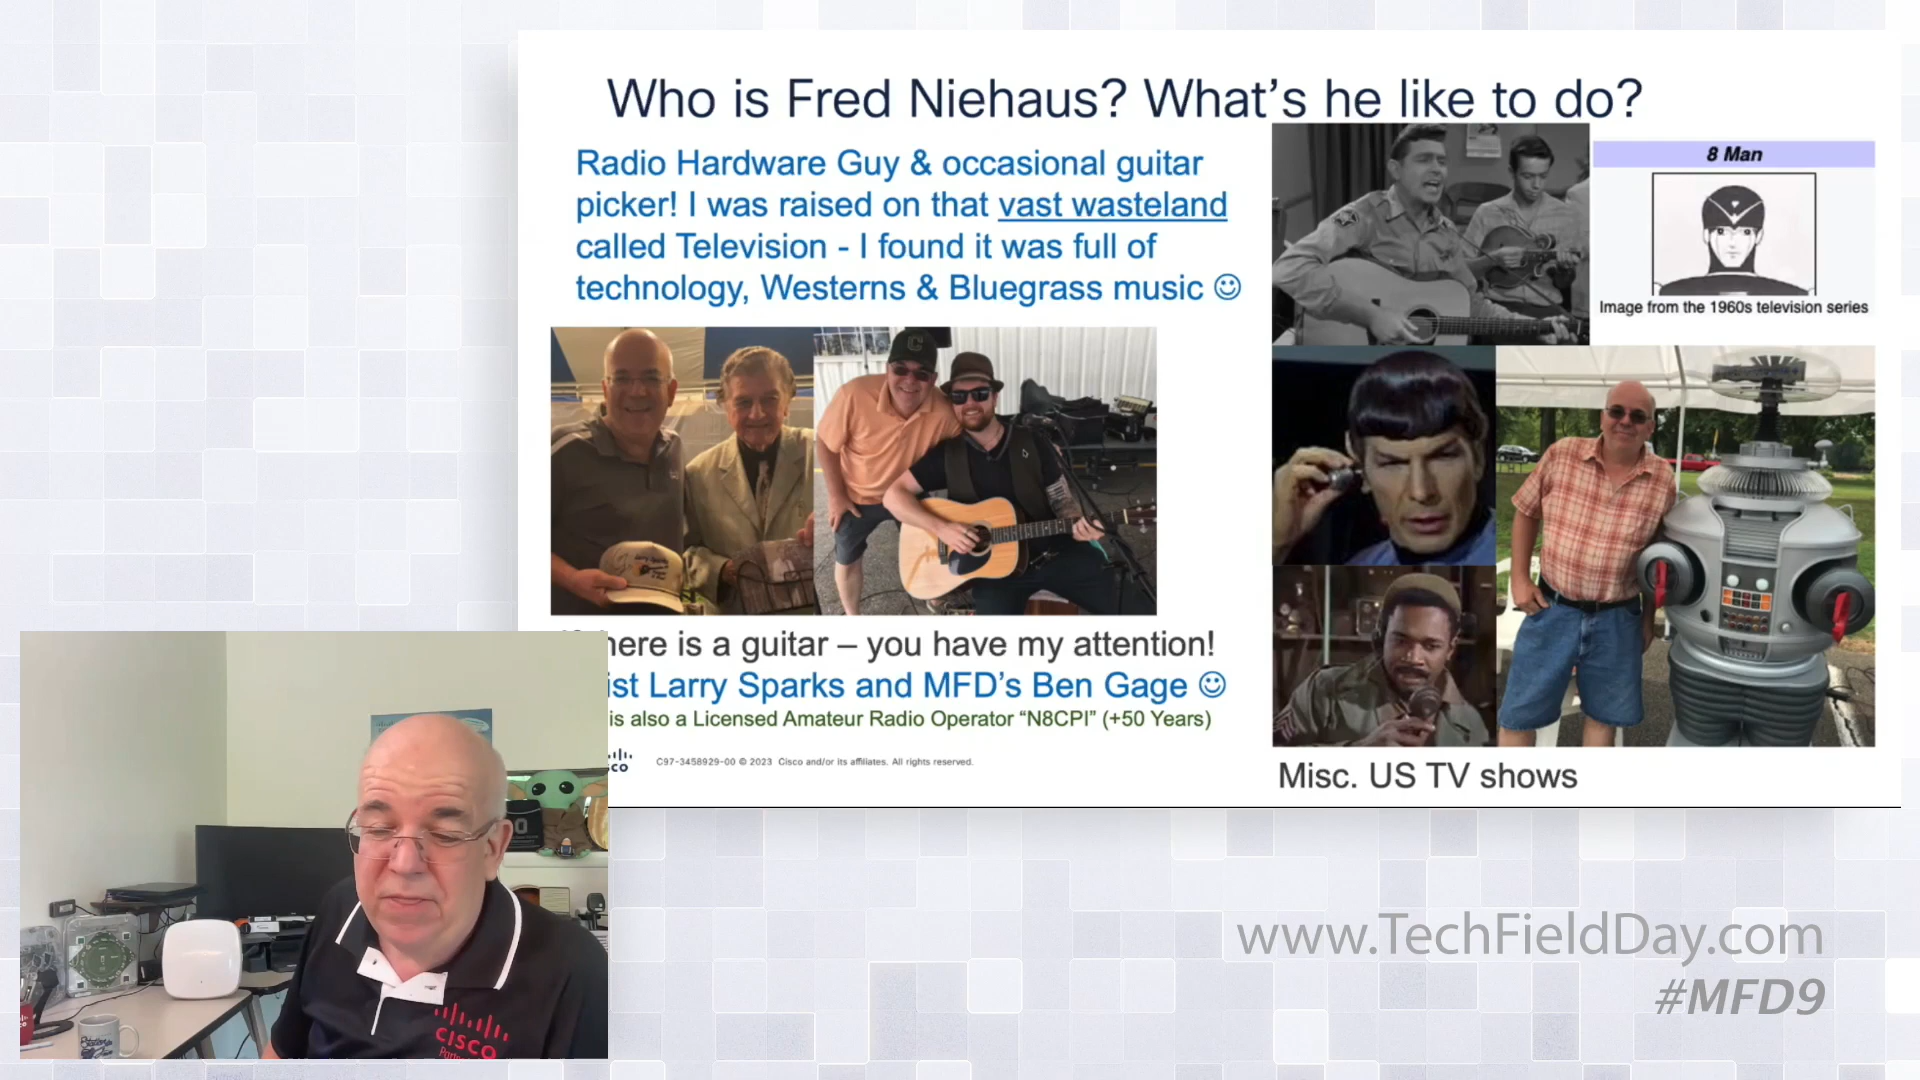 Who is Fred Niehaus? What's he like to do?
Radio Hardware Guy & occasional guitar
picker! I was raised on that vast wasteland
called Television - I found it was full of
technology, Westerns & Bluegrass music ☺
8 Man
Image from the 1960s television series
here is a guitar – you have my attention!
ist Larry Sparks and MFD's Ben Gage ☺
is also a Licensed Amateur Radio Operator “N8CPI” (+50 Years)
C97-3458929-00 © 2023 Cisco and/or its affiliates. All rights reserved.
Misc. US TV shows
CISCO
www.TechFieldDay.com
#MFD9